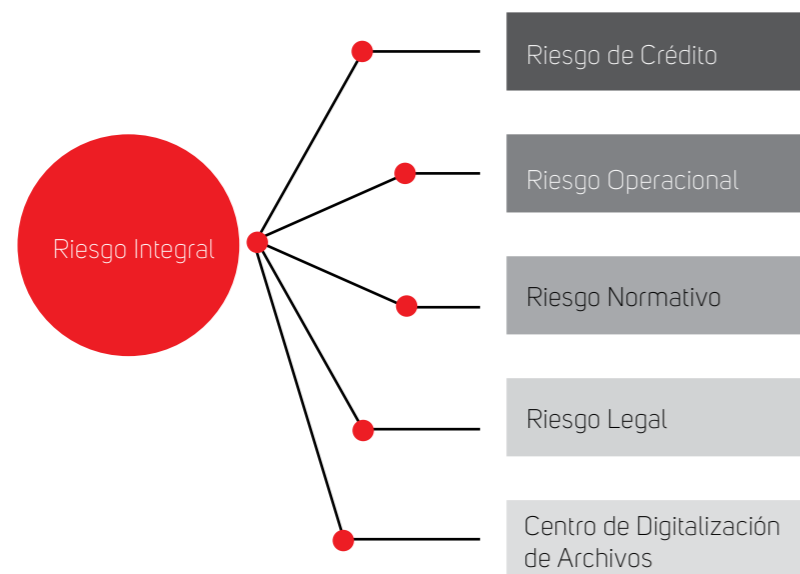 Riesgo Integral
Riesgo de Crédito
Riesgo Operacional
Riesgo Normativo
Riesgo Legal
Centro de Digitalización
de Archivos